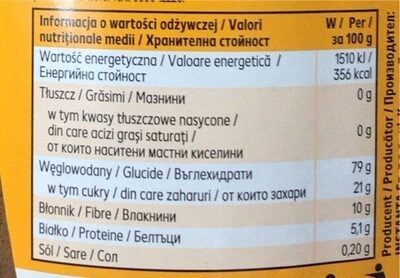 Informacja o wartości odżywczej / Valori W / Per /
nutriționale medii / Хранителна стойност за 100 g
Wartość energetyczna / Valoare energetică / 1510 kJ /
Енергийна стойност 356 kcal
Tłuszcz / Grăsimi / Мазнини 0 g
w tym kwasy tłuszczowe nasycone / 0 g
din care acizi grași saturați /
от които наситени мастни киселини
Węglowodany / Glucide / Въглехидрати 79 g
w tym cukry / din care zaharuri / от които захари 21 g
Błonnik / Fibre / Влакнини 10 g
Białko / Proteine / Белтъци 5,1 g
Sól / Sare / Сол 0,20 g
Producent / Producător / Производител: